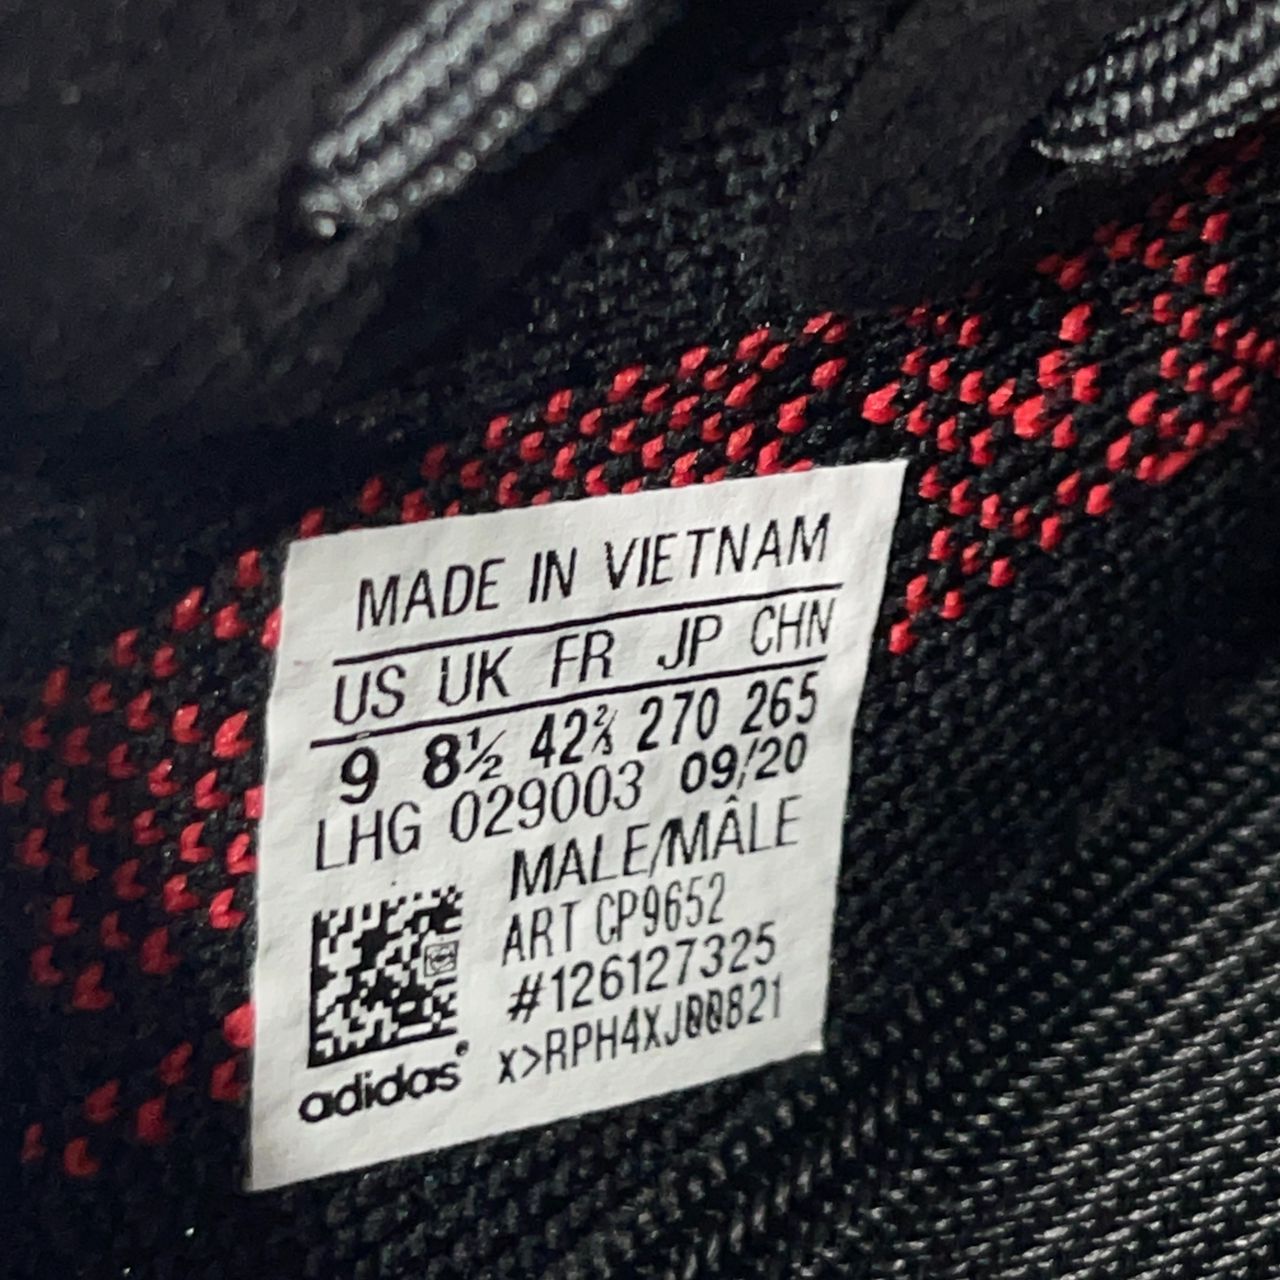 MADE IN VIETNAM
US UK FR JP CHN
9 8½ 42⅔ 270 265
LHG 029003 09/20
MALE/MÂLE
ART CP9652
#126127325
x>RPH4XJ00821
adidas®